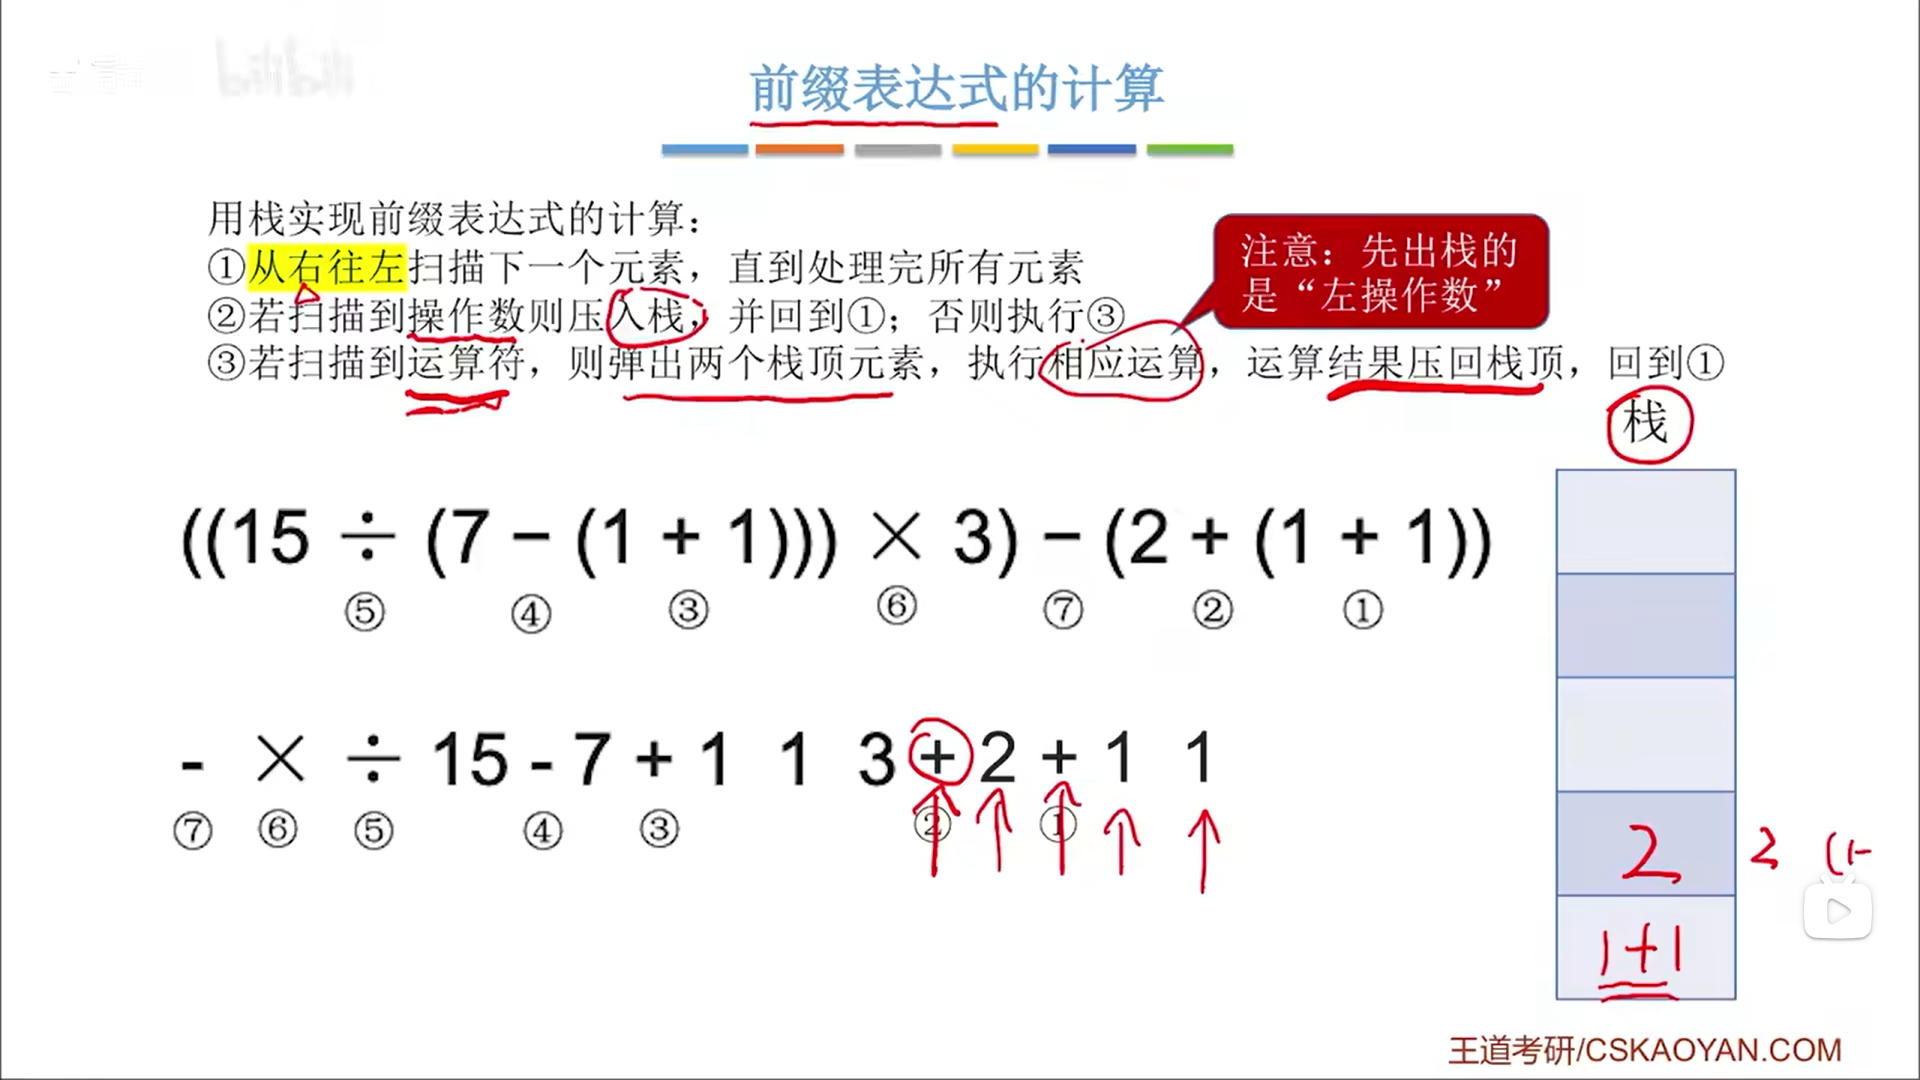 bilibili
前缀表达式的计算
用栈实现前缀表达式的计算：
①从右往左扫描下一个元素，直到处理完所有元素
②若扫描到操作数则压入栈，并回到①；否则执行③
③若扫描到运算符，则弹出两个栈顶元素，执行相应运算，运算结果压回栈顶，回到①
注意：先出栈的
是“左操作数”
栈
((15 ÷ (7 − (1 + 1))) × 3) − (2 + (1 + 1))
⑤ ④ ③ ⑥ ⑦ ② ①
- × ÷ 15 - 7 + 1 1 3 + 2 + 1 1
⑦ ⑥ ⑤ ④ ③ ② ①
2
2
1+1
王道考研/CSKAOYAN.COM